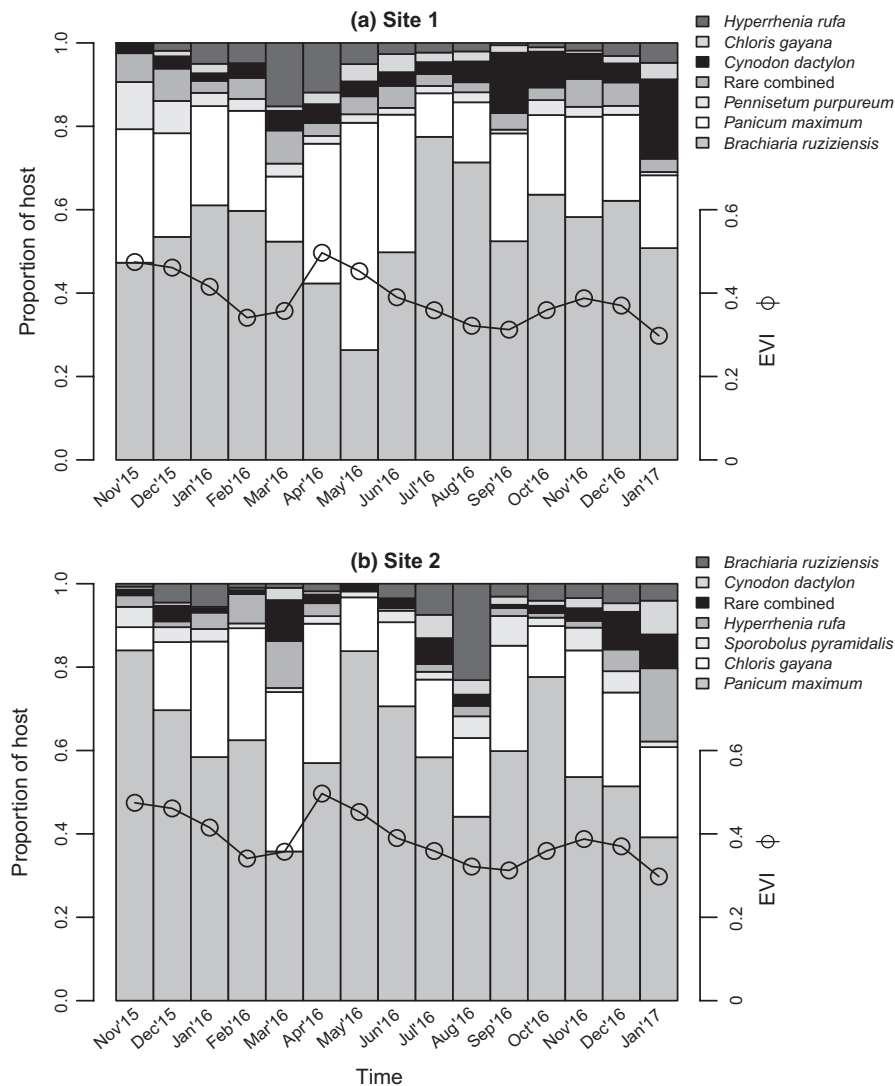 (a) Site 1
Proportion of host
0.0
0.2
0.4
0.6
0.8
1.0
Nov'15
Dec'15
Jan'16
Feb'16
Mar'16
Apr'16
May'16
Jun'16
Jul'16
Aug'16
Sep'16
Oct'16
Nov'16
Dec'16
Jan'17
0
0.2
0.4
0.6
EVI
Hyperrhenia rufa
Chloris gayana
Cynodon dactylon
Rare combined
Pennisetum purpureum
Panicum maximum
Brachiaria ruziziensis
(b) Site 2
Proportion of host
0.0
0.2
0.4
0.6
0.8
1.0
Nov'15
Dec'15
Jan'16
Feb'16
Mar'16
Apr'16
May'16
Jun'16
Jul'16
Aug'16
Sep'16
Oct'16
Nov'16
Dec'16
Jan'17
0
0.2
0.4
0.6
EVI
Brachiaria ruziziensis
Cynodon dactylon
Rare combined
Hyperrhenia rufa
Sporobolus pyramidalis
Chloris gayana
Panicum maximum
Time